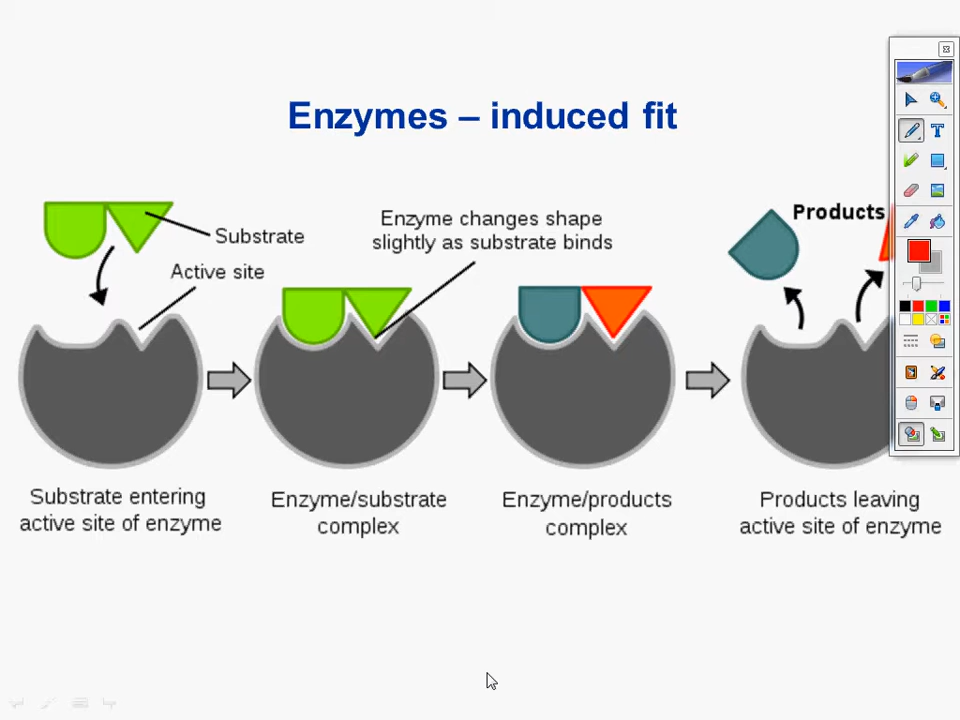 Enzymes – induced fit
Substrate
Active site
Enzyme changes shape
slightly as substrate binds
Products
Substrate entering
active site of enzyme
Enzyme/substrate
complex
Enzyme/products
complex
Products leaving
active site of enzyme
T